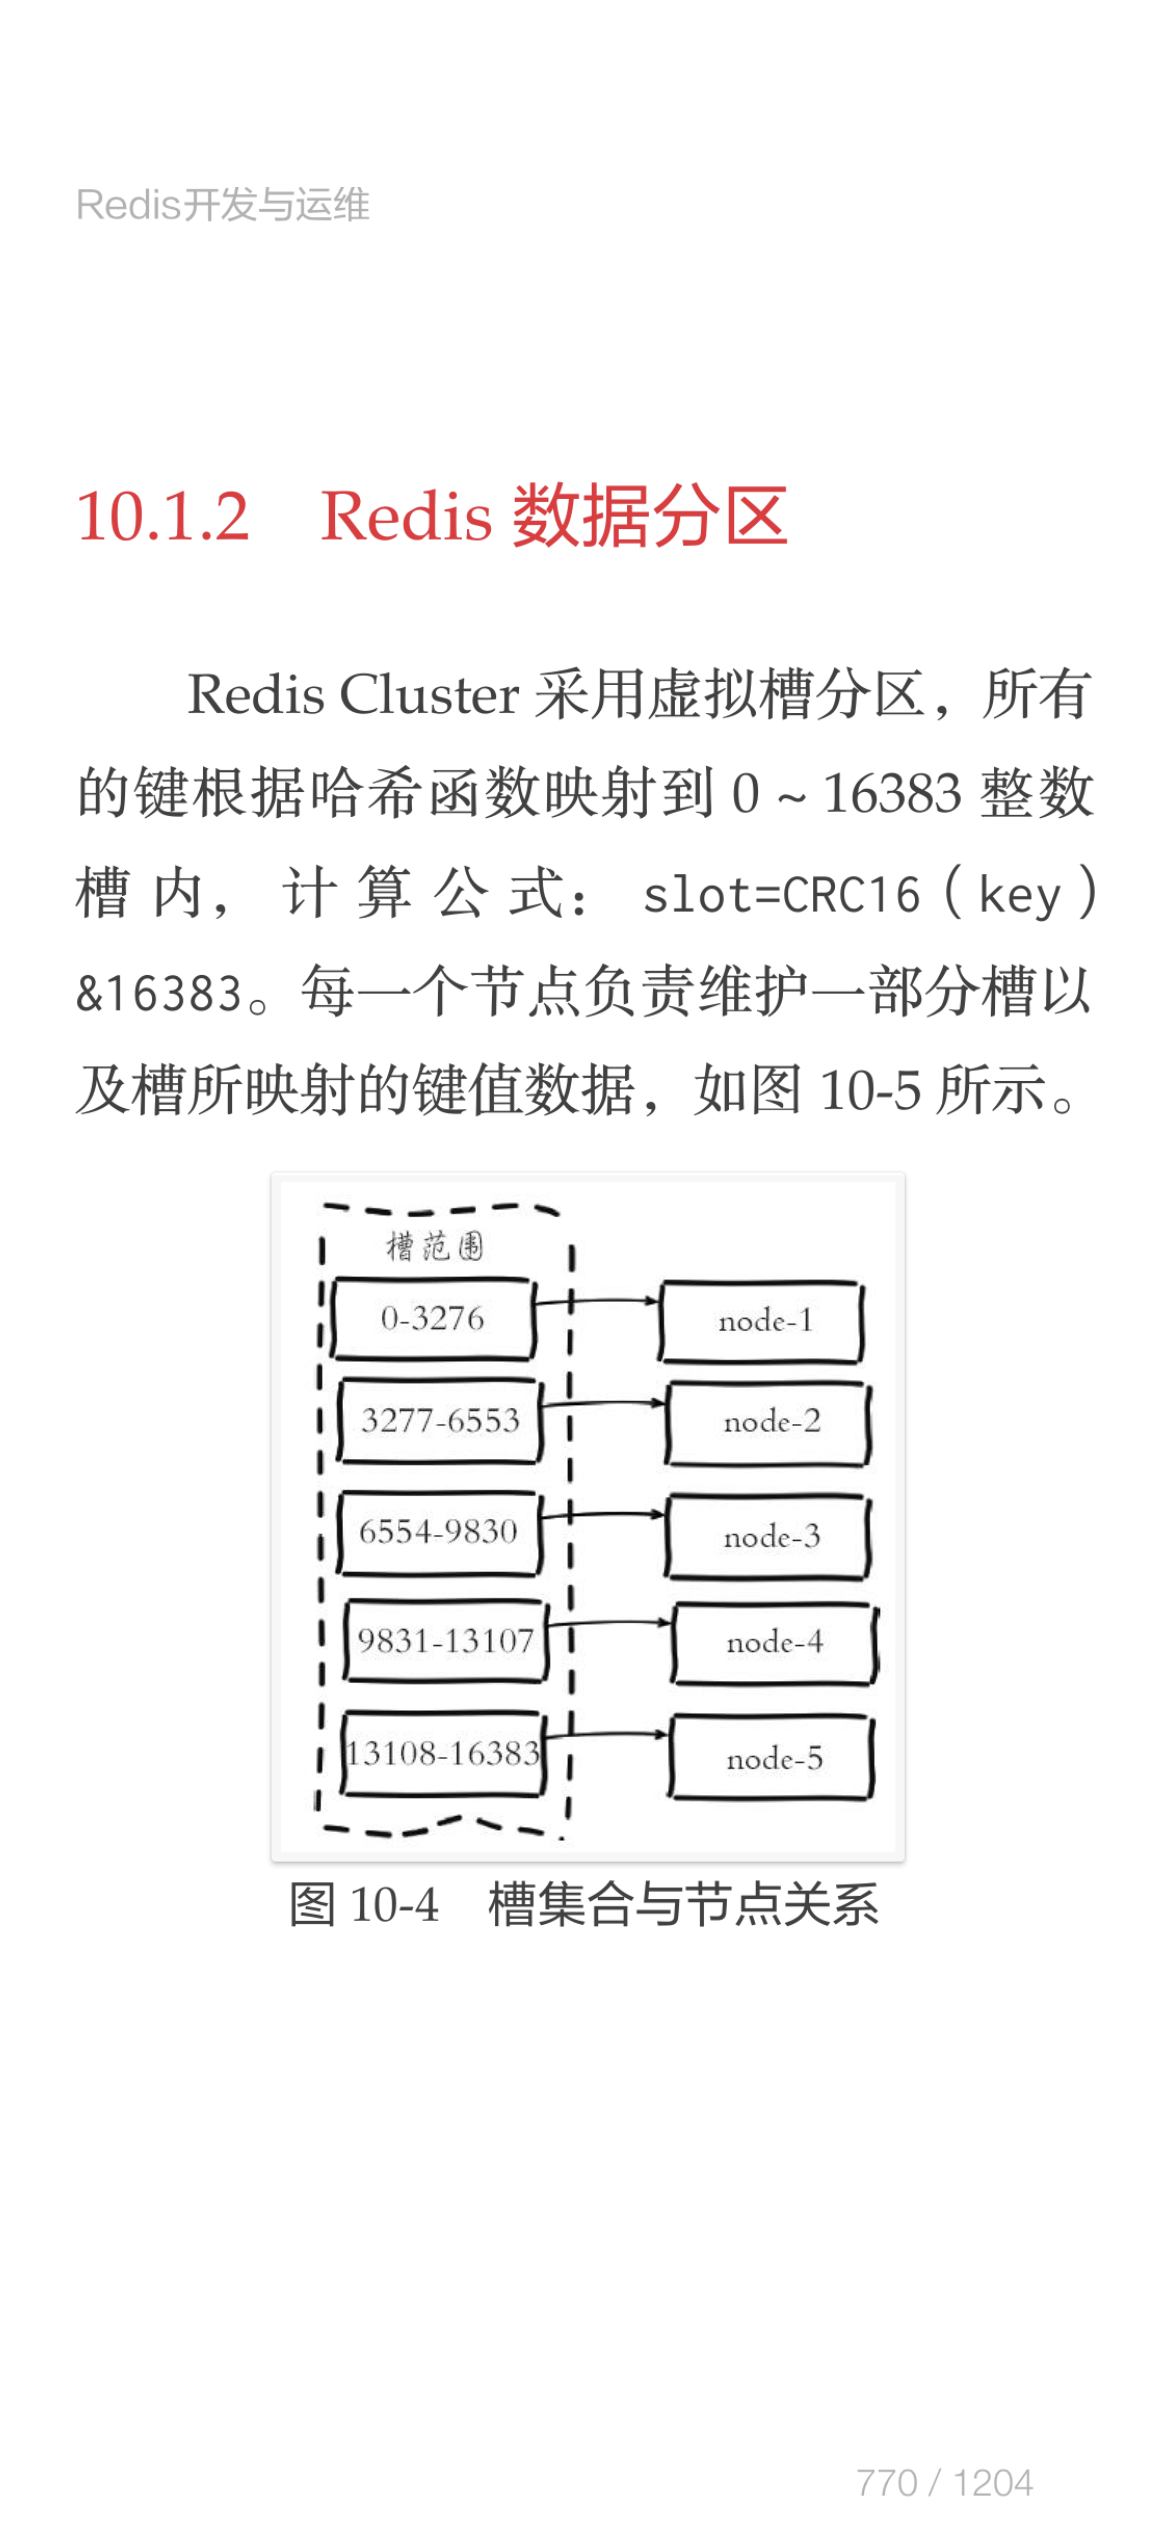 Redis开发与运维
10.1.2 Redis 数据分区
Redis Cluster 采用虚拟槽分区，所有
的键根据哈希函数映射到 0 ~ 16383 整数
槽内，计算公式：slot=CRC16（key）
&16383。每一个节点负责维护一部分槽以
及槽所映射的键值数据，如图 10-5 所示。
槽范围
0-3276 node-1
3277-6553 node-2
6554-9830 node-3
9831-13107 node-4
13108-16383 node-5
图 10-4 槽集合与节点关系
770 / 1204